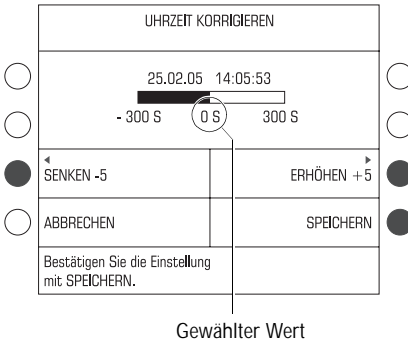 UHRZEIT KORRIGIEREN
25.02.05 14:05:53
- 300 S 0 S 300 S
SENKEN -5 ERHÖHEN +5
ABBRECHEN SPEICHERN
Bestätigen Sie die Einstellung
mit SPEICHERN.
Gewählter Wert